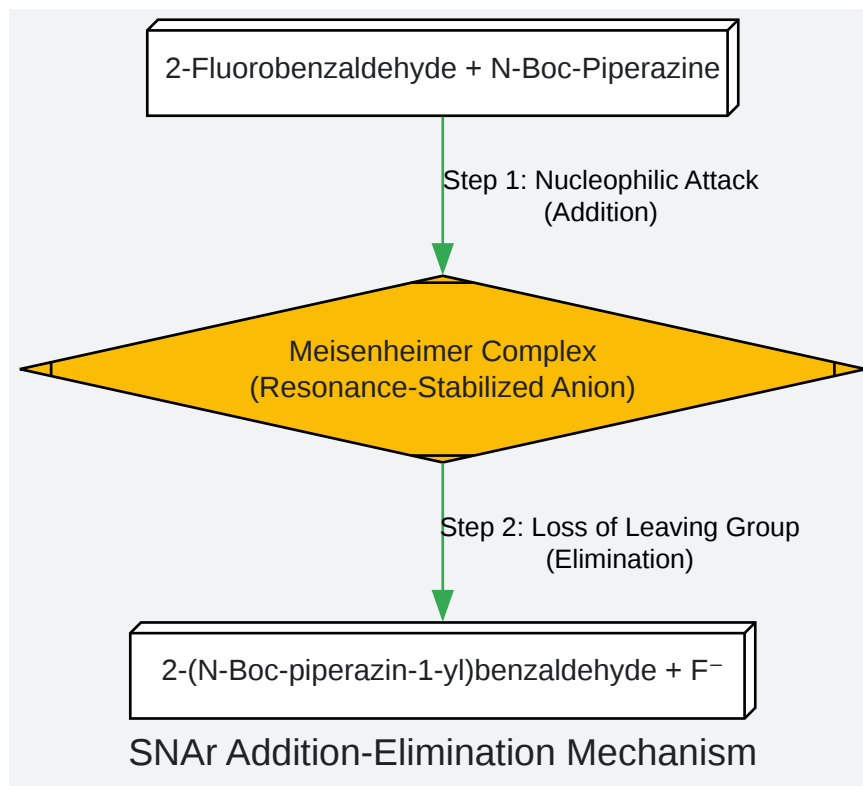 2-Fluorobenzaldehyde + N-Boc-Piperazine
Step 1: Nucleophilic Attack
(Addition)
Meisenheimer Complex
(Resonance-Stabilized Anion)
Step 2: Loss of Leaving Group
(Elimination)
2-(N-Boc-piperazin-1-yl)benzaldehyde + F⁻
SNAr Addition-Elimination Mechanism